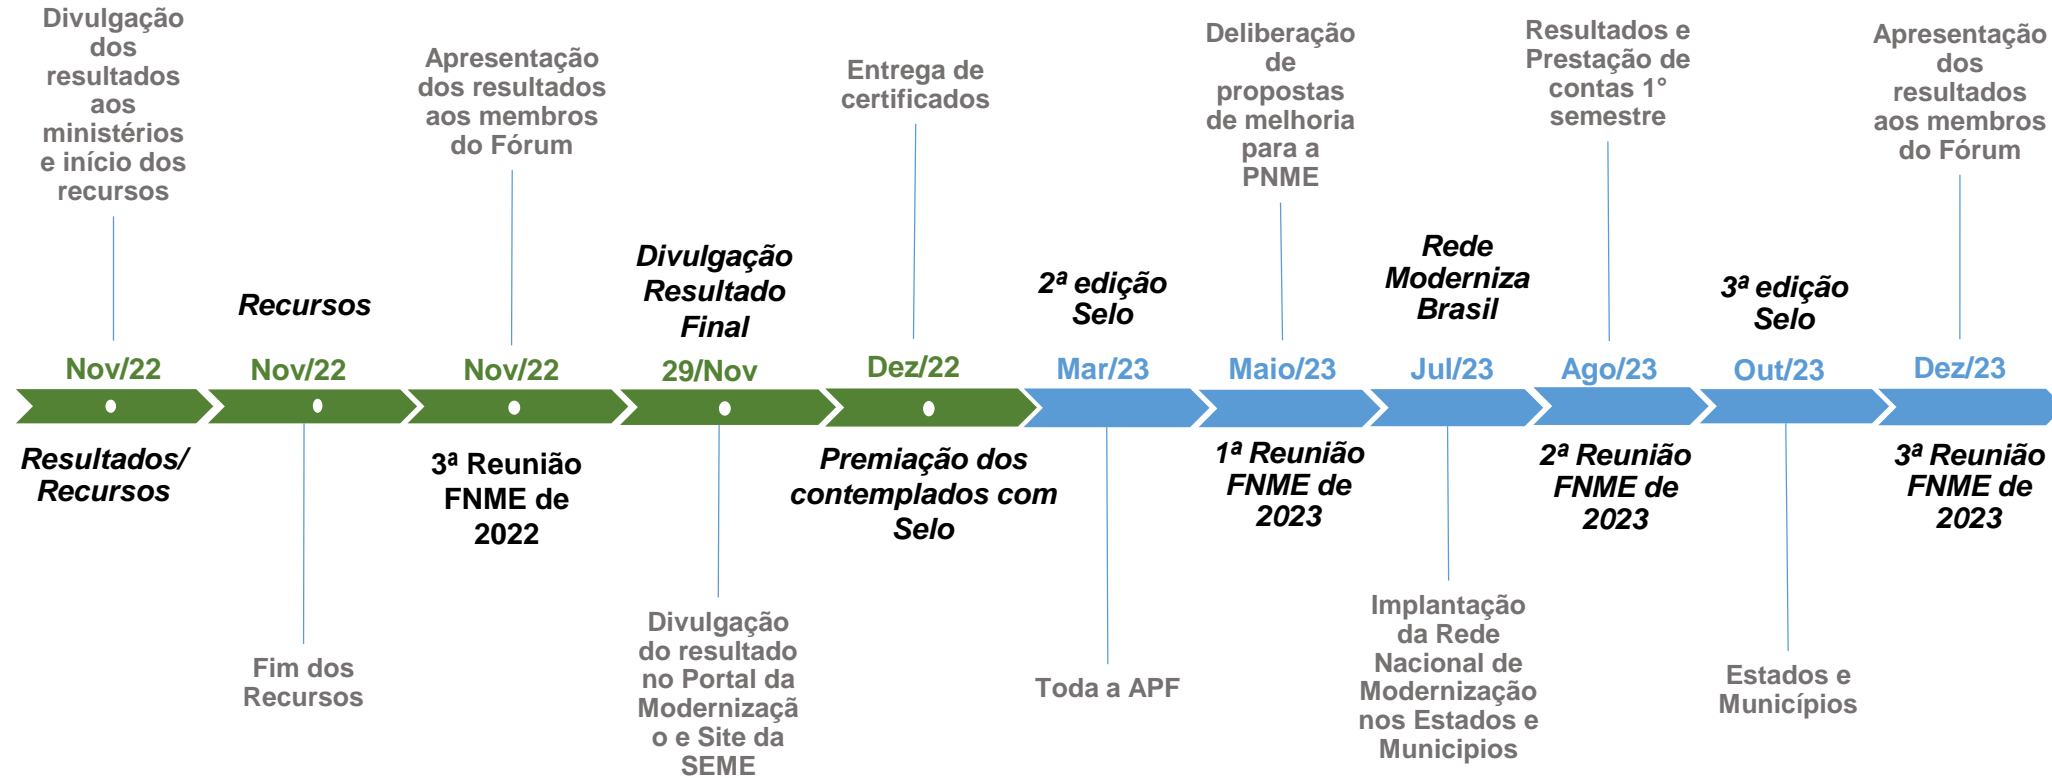 Divulgação
dos
resultados
aos
ministérios
e início dos
recursos
Nov/22
Resultados/
Recursos
Recursos
Nov/22
Fim dos
Recursos
Apresentação
dos resultados
aos membros
do Fórum
Nov/22
3ª Reunião
FNME de
2022
Divulgação
Resultado
Final
29/Nov
Divulgação
do resultado
no Portal da
Modernizaçã
o e Site da
SEME
Entrega de
certificados
Dez/22
Premiação dos
contemplados com
Selo
2ª edição
Selo
Mar/23
Toda a APF
Deliberação
de
propostas
de melhoria
para a
PNME
Maio/23
1ª Reunião
FNME de
2023
Rede
Moderniza
Brasil
Jul/23
Implantação
da Rede
Nacional de
Modernização
nos Estados e
Municipios
Resultados e
Prestação de
contas 1°
semestre
Ago/23
2ª Reunião
FNME de
2023
3ª edição
Selo
Out/23
Estados e
Municípios
Apresentação
dos
resultados
aos membros
do Fórum
Dez/23
3ª Reunião
FNME de
2023